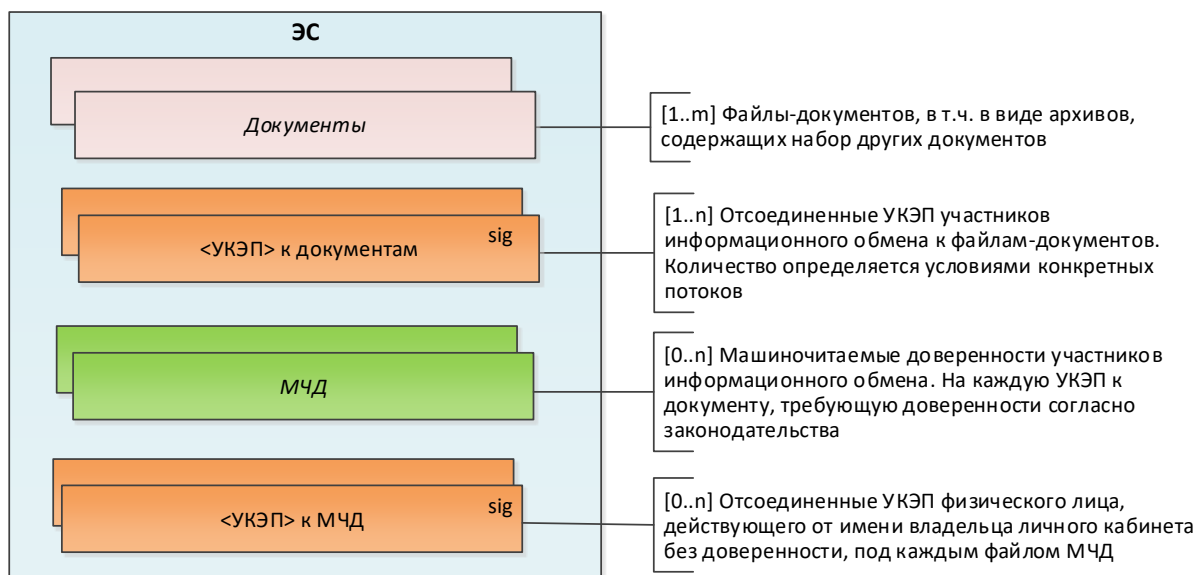 ЭС
Документы
[1..m] Файлы-документов, в т.ч. в виде архивов,
содержащих набор других документов
sig
<УКЭП> к документам
[1..n] Отсоединенные УКЭП участников
информационного обмена к файлам-документов.
Количество определяется условиями конкретных
потоков
МЧД
[0..n] Машиночитаемые доверенности участников
информационного обмена. На каждую УКЭП к
документу, требующую доверенности согласно
законодательства
sig
<УКЭП> к МЧД
[0..n] Отсоединенные УКЭП физического лица,
действующего от имени владельца личного кабинета
без доверенности, под каждым файлом МЧД